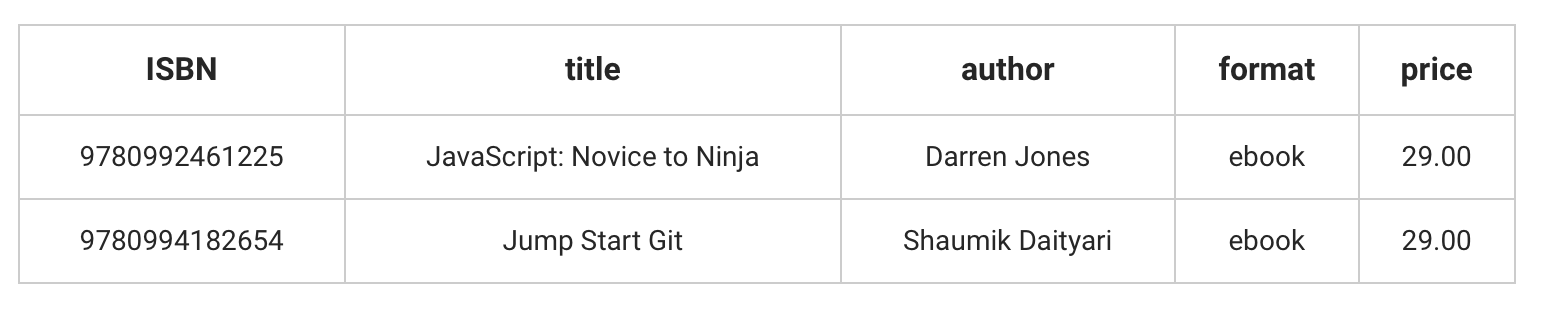 ISBN title author format price
9780992461225 JavaScript: Novice to Ninja Darren Jones ebook 29.00
9780994182654 Jump Start Git Shaumik Daityari ebook 29.00